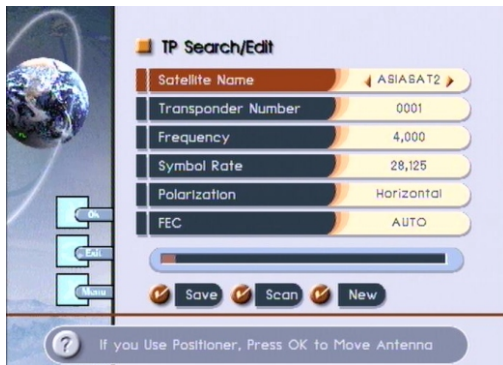 TP Search/Edit
Satellite Name ASIASAT2
Transponder Number 0001
Frequency 4,000
Symbol Rate 28,125
Polarization Horizontal
FEC AUTO
Ok
Exit
Menu
Save Scan New
? If you Use Positioner, Press OK to Move Antenna